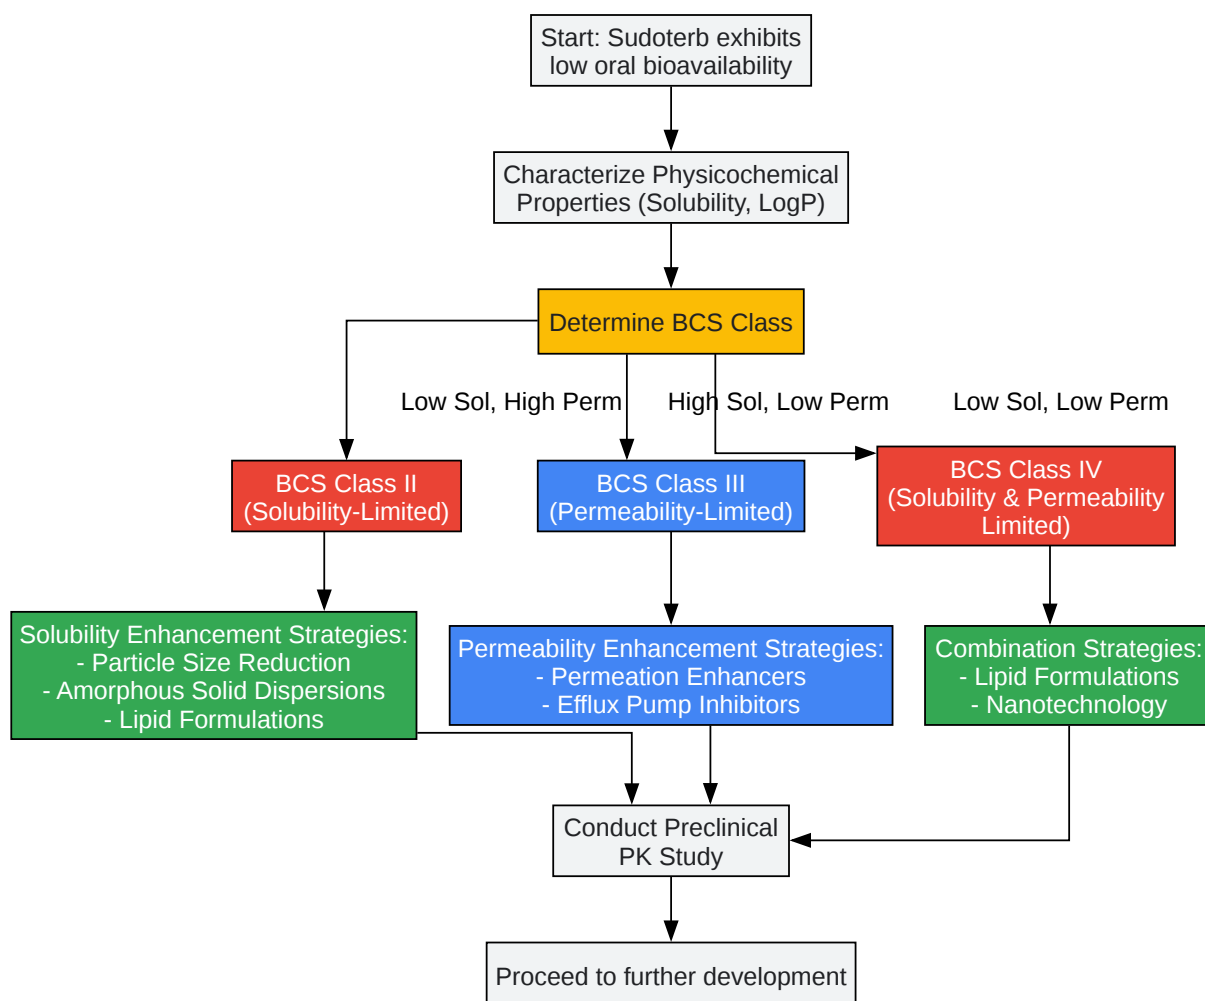 Start: Sudoterb exhibits
low oral bioavailability
Characterize Physicochemical
Properties (Solubility, LogP)
Determine BCS Class
Low Sol, High Perm
High Sol, Low Perm
Low Sol, Low Perm
BCS Class II
(Solubility-Limited)
BCS Class III
(Permeability-Limited)
BCS Class IV
(Solubility & Permeability
Limited)
Solubility Enhancement Strategies:
- Particle Size Reduction
- Amorphous Solid Dispersions
- Lipid Formulations
Permeability Enhancement Strategies:
- Permeation Enhancers
- Efflux Pump Inhibitors
Combination Strategies:
- Lipid Formulations
- Nanotechnology
Conduct Preclinical
PK Study
Proceed to further development